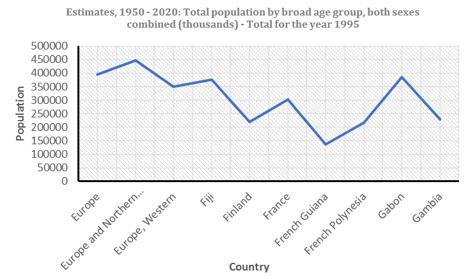 Estimates, 1950 - 2020: Total population by broad age group, both sexes
combined (thousands) - Total for the year 1995
500000
450000
400000
350000
300000
250000
200000
150000
100000
50000
0
Population
Europe
Europe and Northern...
Europe, Western
Fiji
Finland
France
French Guiana
French Polynesia
Gabon
Gambia
Country